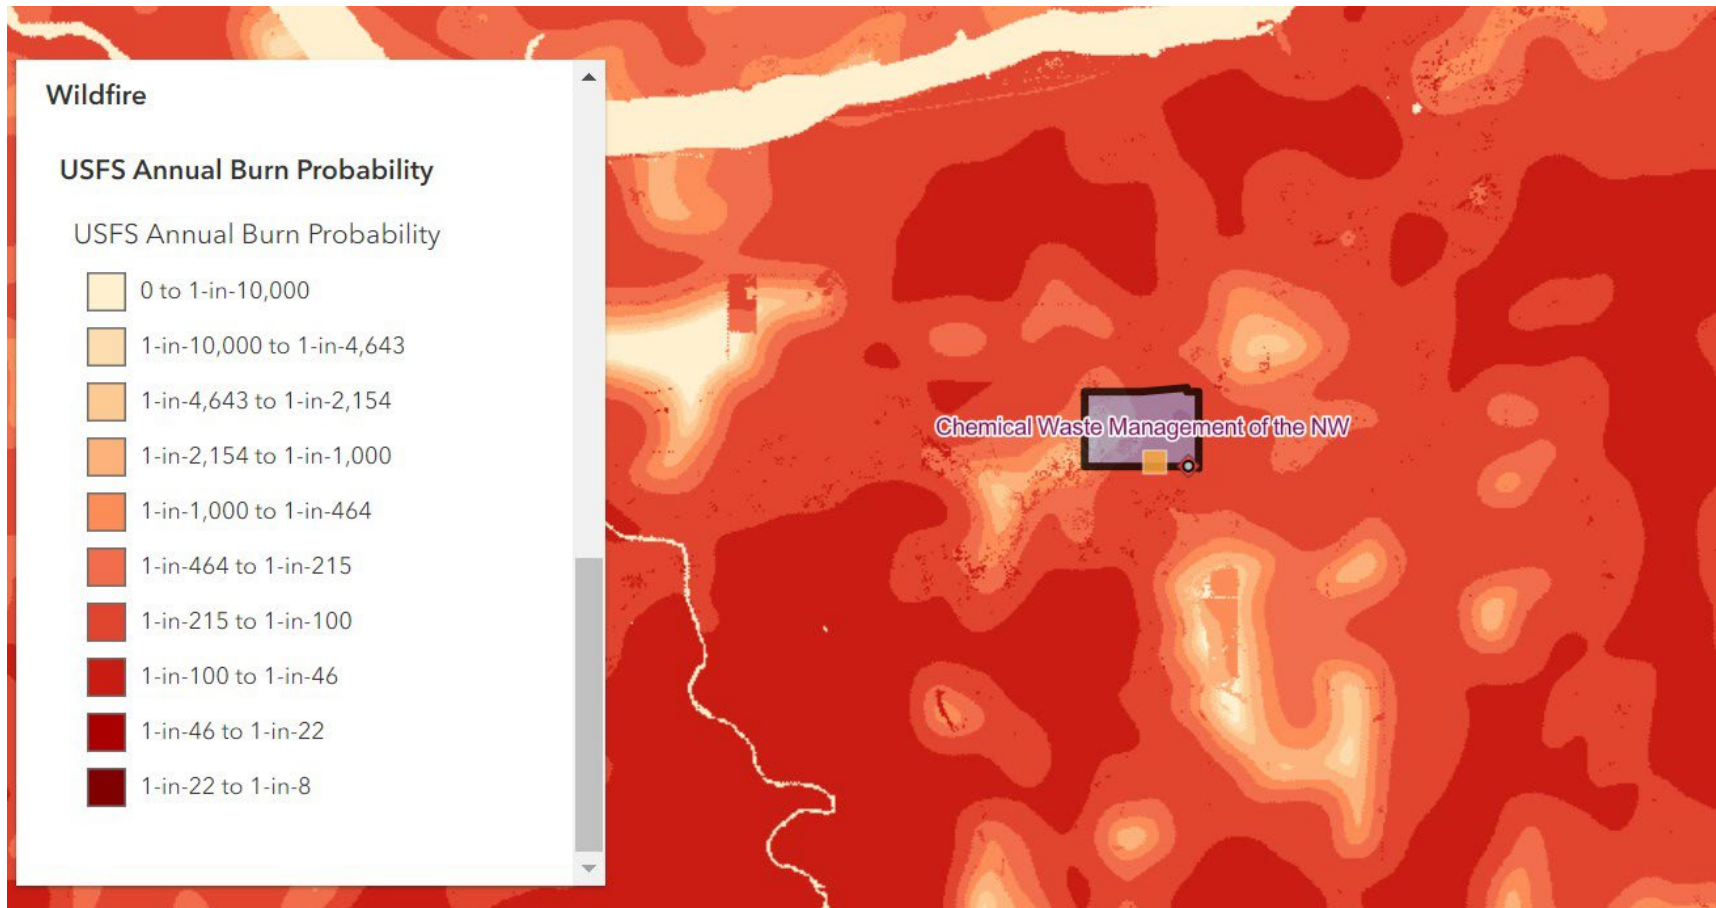 Wildfire
USFS Annual Burn Probability
USFS Annual Burn Probability
0 to 1-in-10,000
1-in-10,000 to 1-in-4,643
1-in-4,643 to 1-in-2,154
1-in-2,154 to 1-in-1,000
1-in-1,000 to 1-in-464
1-in-464 to 1-in-215
1-in-215 to 1-in-100
1-in-100 to 1-in-46
1-in-46 to 1-in-22
1-in-22 to 1-in-8
Chemical Waste Management of the NW